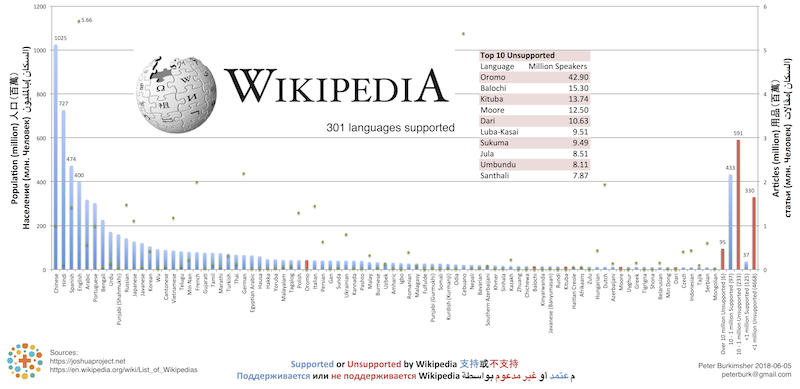 1200
1000
800
600
400
200
0
Population (million) 人口 (百萬)
Население (млн. Человек) (السكان) (بالمليون)
1025
727
474
400
5.66
WIKIPEDIA
301 languages supported
Top 10 Unsupported
Language Million Speakers
Oromo 42.90
Balochi 15.30
Kituba 13.74
Moore 12.50
Dari 10.63
Luba-Kasai 9.51
Sukuma 9.49
Jula 8.51
Umbundu 8.11
Santhali 7.87
95
433
591
37
330
6
5
4
3
2
1
0
Articles (million) 用品 (百萬)
статьи (млн. Человек) مقالات (السكان)
Chinese
Hindi
Spanish
English
Arabic
Portuguese
Bengali
Urdu
Punjabi (Shahmukhi)
Russian
Japanese
Javanese
Korean
Wu
Cantonese
Vietnamese
Telugu
Min Nan
French
Gujarati
Tamil
Marathi
Turkish
Thai
German
Egyptian Arabic
Hausa
Hakka
Yoruba
Malayalam
Tagalog
Polish
Oromo
Italian
Persian
Gan
Sunda
Ukrainian
Kannada
Pashto
Malay
Burmese
Uzbek
Amharic
Igbo
Romanian
Malagasy
Fulfulde
Punjabi (Gurmukhi)
Kurdish (Kurmanji)
Odia
Cebuano
Nepali
Somali
Southern Azerbaijani
Khmer
Sinhala
Kazakh
Zhuang
Dutch
Balochi
Kinyarwanda
Javanese (Banyumasan)
Rundi
Kituba
Haitian Creole
Afrikaans
Zulu
Hungarian
Azerbaijani
Moore
Uyghur
Greek
Tigrigna
Shona
Belarusian
Min Dong
Dari
Czech
Indonesian
Tajik
Serbian
Mongolian
Over 10 million Unsupported (6)
10 - 1 million Supported (97)
10 - 1 million Unsupported (233)
<1 million Supported (129)
<1 million Unsupported (4668)
Sources:
https://joshuaproject.net
https://en.wikipedia.org/wiki/List_of_Wikipedias
Supported or Unsupported by Wikipedia 支持或不支持
Поддерживается или не поддерживается Wikipedia معتمد او غير مدعوم بواسطة
Peter Burkimsher 2018-06-05
peterburk@gmail.com